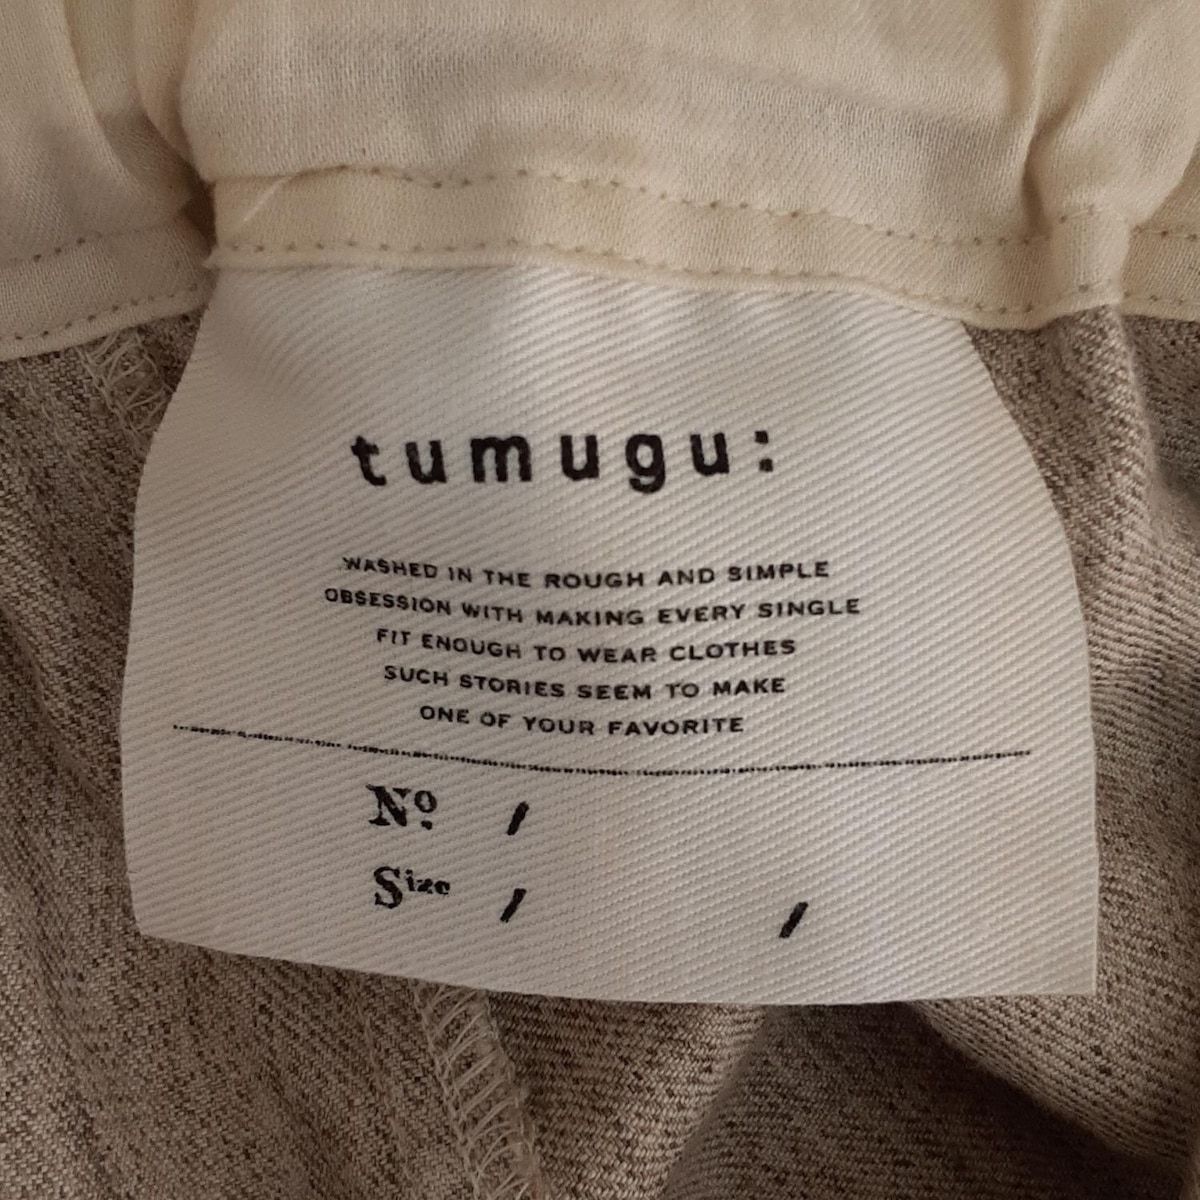 tumugu:
WASHED IN THE ROUGH AND SIMPLE
OBSESSION WITH MAKING EVERY SINGLE
FIT ENOUGH TO WEAR CLOTHES
SUCH STORIES SEEM TO MAKE
ONE OF YOUR FAVORITE
Nº /
Size / /